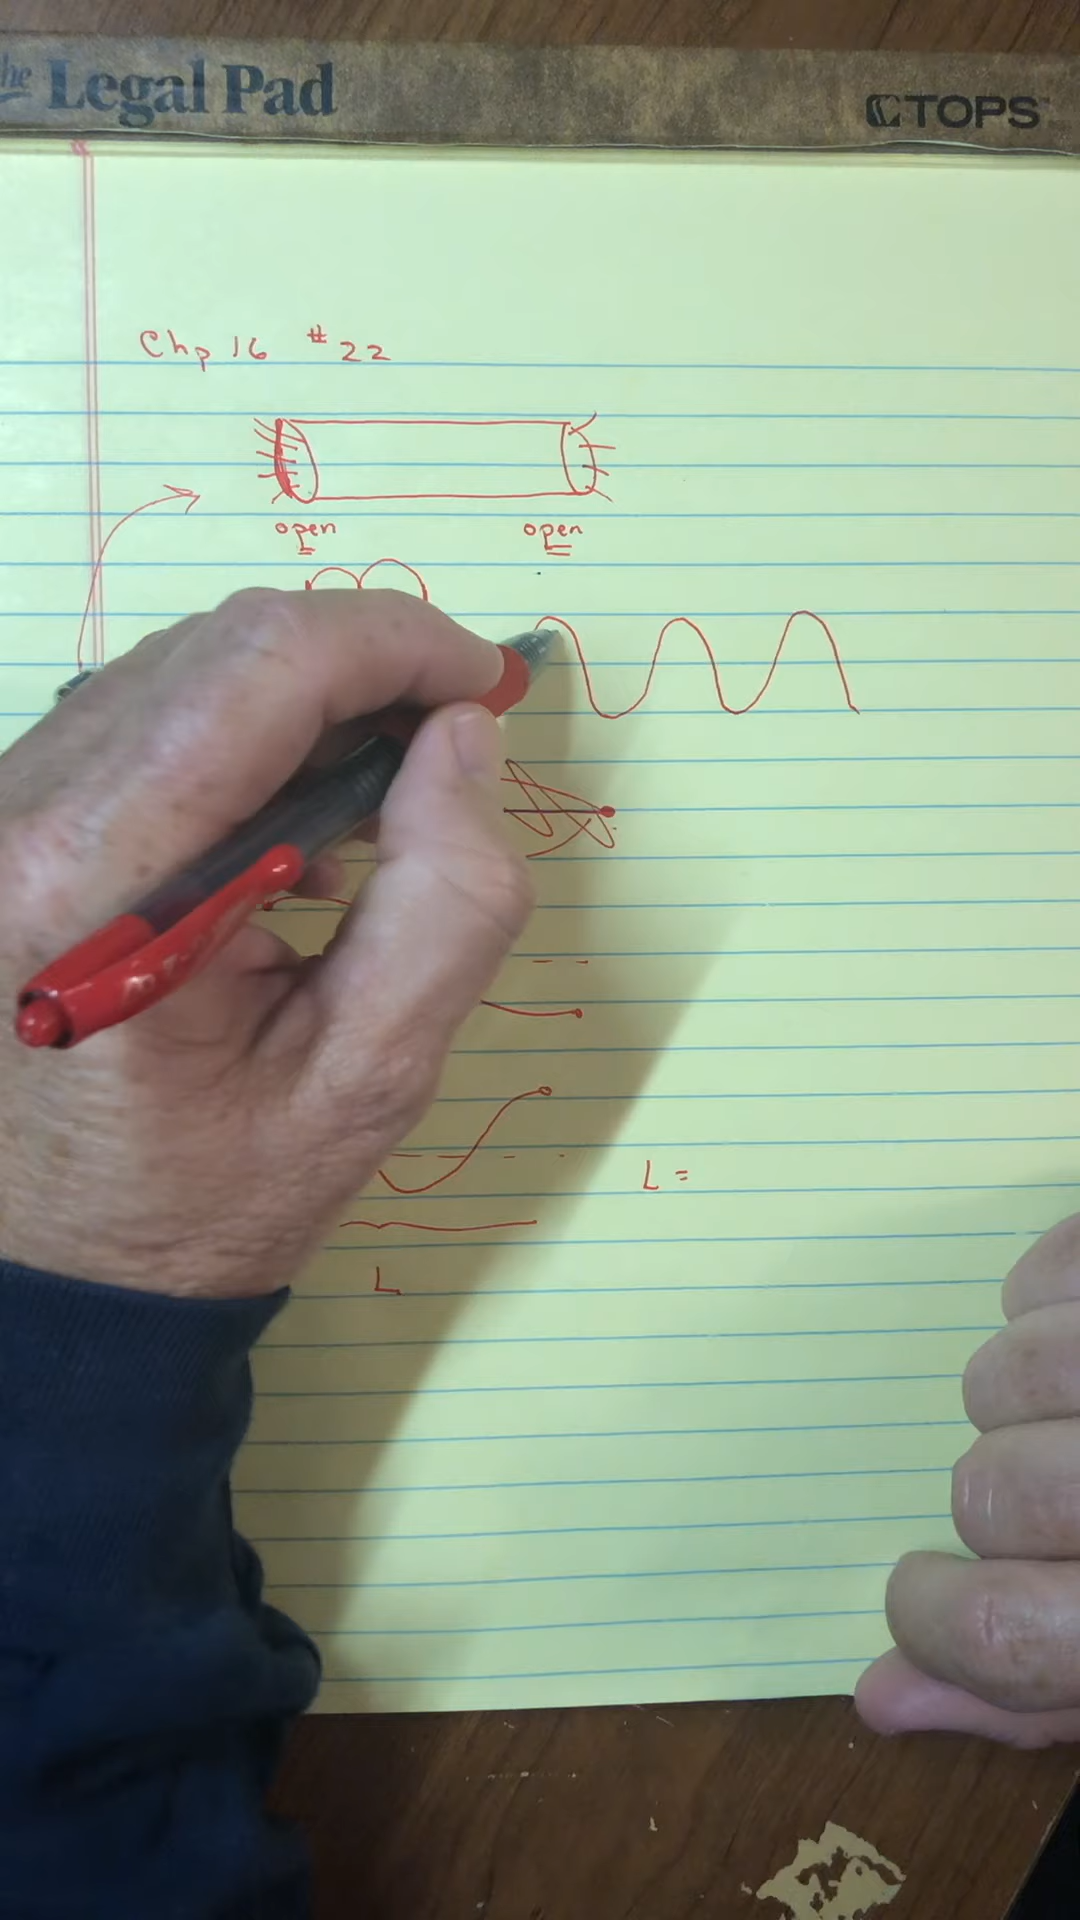 the Legal Pad
TOPS
Chp 16 #22
open open
L =
L